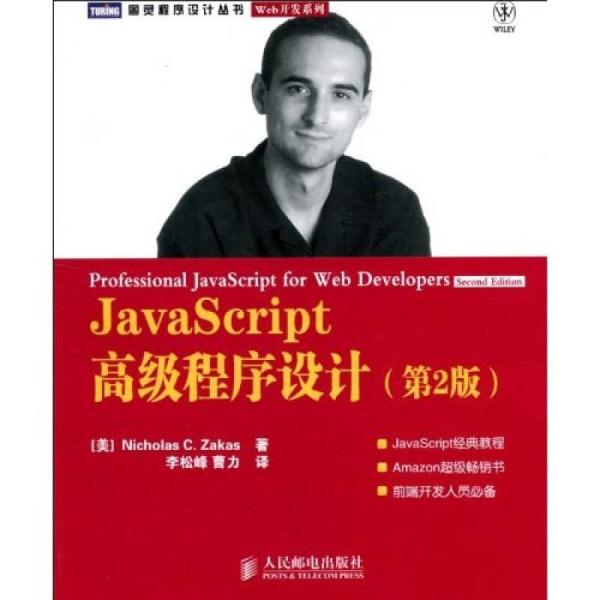 TURING 图灵程序设计丛书 Web开发系列
WILEY
Professional JavaScript for Web Developers Second Edition
JavaScript
高级程序设计(第2版)
[美] Nicholas C. Zakas 著
李松峰 曹力 译
■ JavaScript经典教程
■ Amazon超级畅销书
■ 前端开发人员必备
人民邮电出版社
POSTS & TELECOM PRESS